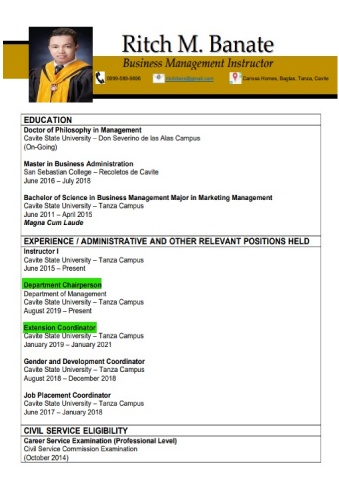 Ritch M. Banate
Business Management Instructor
Carissa Homes, Bagtas, Tanza, Cavite
EDUCATION
Doctor of Philosophy in Management
Cavite State University – Don Severino de las Alas Campus
(On-Going)
Master in Business Administration
San Sebastian College – Recoletos de Cavite
June 2016 – July 2018
Bachelor of Science in Business Management Major in Marketing Management
Cavite State University – Tanza Campus
June 2011 – April 2015
Magna Cum Laude
EXPERIENCE / ADMINISTRATIVE AND OTHER RELEVANT POSITIONS HELD
Instructor I
Cavite State University – Tanza Campus
June 2015 – Present
Department Chairperson
Department of Management
Cavite State University – Tanza Campus
August 2019 – Present
Extension Coordinator
Cavite State University – Tanza Campus
January 2019 – January 2021
Gender and Development Coordinator
Cavite State University – Tanza Campus
August 2018 – December 2018
Job Placement Coordinator
Cavite State University – Tanza Campus
June 2017 – January 2018
CIVIL SERVICE ELIGIBILITY
Career Service Examination (Professional Level)
Civil Service Commission Examination
(October 2014)